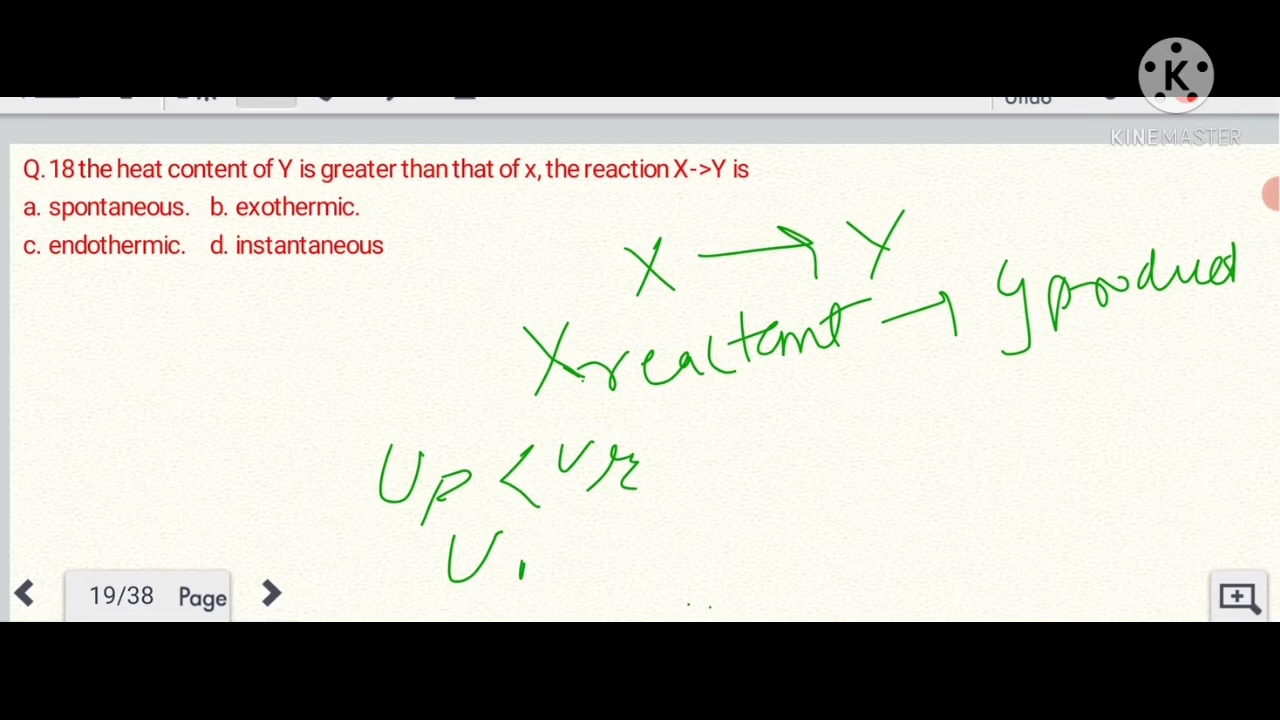 Undo
K
KINEMASTER
Q. 18 the heat content of Y is greater than that of x, the reaction X->Y is
a. spontaneous. b. exothermic.
c. endothermic. d. instantaneous
X → Y
X reactant → y product
Up < Ur
U
19/38 Page